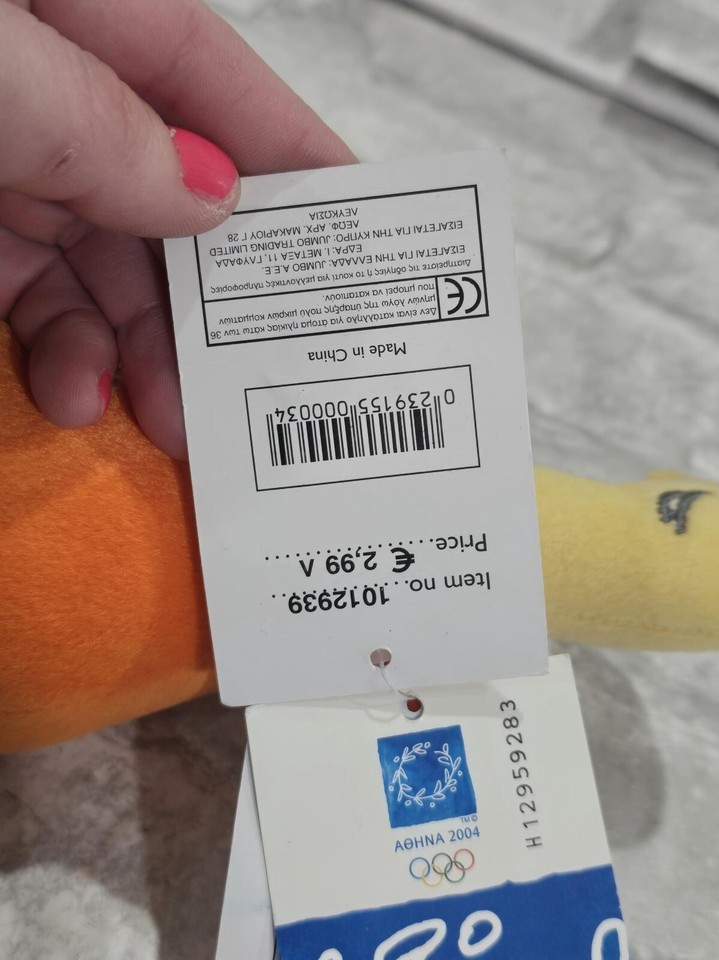 Item no. 1012939
Price. € 2,99 Λ
0 239155 000034
Made in China
CE
Δεν είναι κατάλληλο για άτομα ηλικίας κάτω των 36
μηνών λόγω της ύπαρξης πολύ μικρών κομματιών
που μπορεί να καταπιούν.
Διατηρείστε τις οδηγίες ή το κουτί για μελλοντικές πληροφορίες
ΕΙΣΑΓΕΤΑΙ ΓΙΑ ΤΗΝ ΕΛΛΑΔΑ: JUMBO A.E.E.
ΕΔΡΑ: Ι. ΜΕΤΑΞΑ 11, ΓΛΥΦΑΔΑ
ΕΙΣΑΓΕΤΑΙ ΓΙΑ ΤΗΝ ΚΥΠΡΟ: JUMBO TRADING LIMITED
ΛΕΩΦ. ΑΡΧ. ΜΑΚΑΡΙΟΥ Γ 28
ΛΕΥΚΩΣΙΑ
H12959283
TM ©
ΑΘΗΝΑ 2004